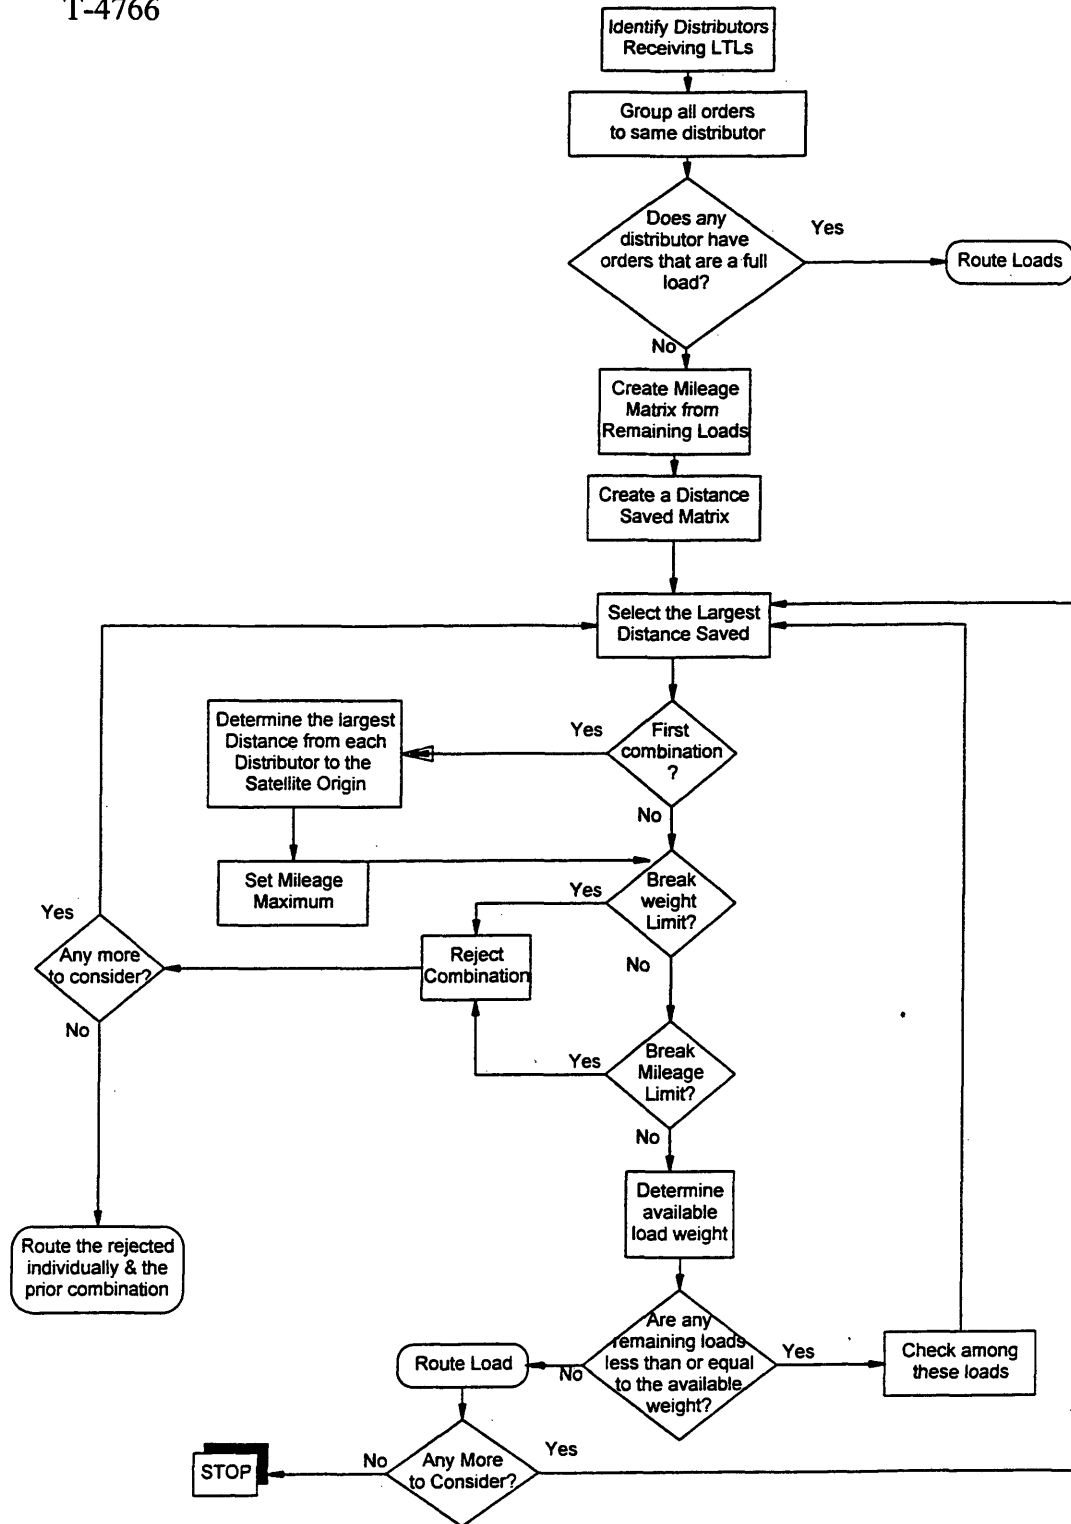 T-4766
Identify Distributors
Receiving LTLs
Group all orders
to same distributor
Does any
distributor have
orders that are a full
load?
Yes
Route Loads
No
Create Mileage
Matrix from
Remaining Loads
Create a Distance
Saved Matrix
Select the Largest
Distance Saved
Determine the largest
Distance from each
Distributor to the
Satellite Origin
Yes
First
combination
?
No
Set Mileage
Maximum
Yes
Break
weight
Limit?
Yes
Any more
to consider?
Reject
Combination
No
No
Yes
Break
Mileage
Limit?
No
Determine
available
load weight
Route the rejected
individually & the
prior combination
Are any
remaining loads
less than or equal
to the available
weight?
Yes
Check among
these loads
No
Route Load
Any More
to Consider?
Yes
No
STOP